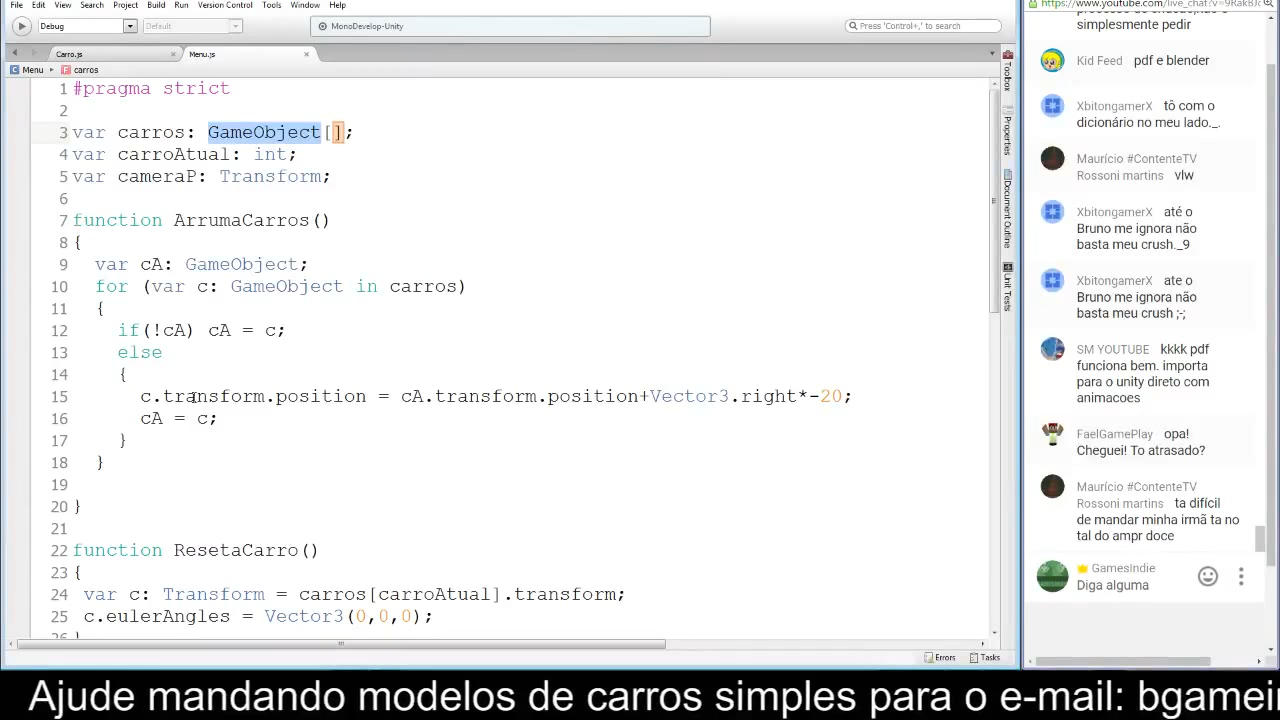 File Edit View Search Project Build Run Version Control Tools Window Help
Debug Default MonoDevelop-Unity Press 'Control+,' to search
Carro.js Menu.js
Menu carros
1 #pragma strict
2
3 var carros: GameObject[];
4 var carroAtual: int;
5 var cameraP: Transform;
6
7 function ArrumaCarros()
8 {
9 var cA: GameObject;
10 for (var c: GameObject in carros)
11 {
12 if(!cA) cA = c;
13 else
14 {
15 c.transform.position = cA.transform.position+Vector3.right*-20;
16 cA = c;
17 }
18 }
19
20 }
21
22 function ResetaCarro()
23 {
24 var c: Transform = carros[carroAtual].transform;
25 c.eulerAngles = Vector3(0,0,0);
26
Toolbox
Properties
Document Outline
Unit Tests
Errors Tasks
simplesmente pedir
Kid Feed pdf e blender
XbitongamerX tô com o
dicionário no meu lado._.
Maurício #ContenteTV
Rossoni martins vlw
XbitongamerX até o
Bruno me ignora não
basta meu crush._9
XbitongamerX ate o
Bruno me ignora não
basta meu crush ;-;
SM YOUTUBE kkkk pdf
funciona bem. importa
para o unity direto com
animacoes
FaelGamePlay opa!
Cheguei! To atrasado?
Maurício #ContenteTV
Rossoni martins ta difícil
de mandar minha irmã ta no
tal do ampr doce
GamesIndie
Diga alguma
Ajude mandando modelos de carros simples para o e-mail: bgamei